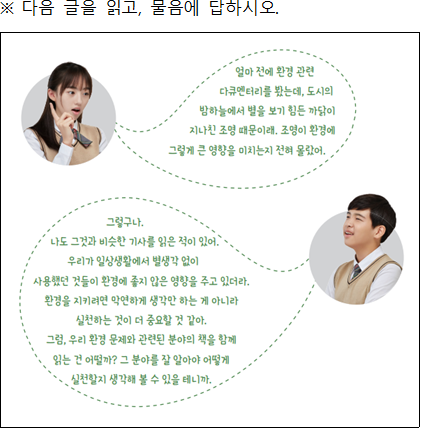 ※ 다음 글을 읽고, 물음에 답하시오.
얼마 전에 환경 관련
다큐멘터리를 봤는데, 도시의
밤하늘에서 별을 보기 힘든 까닭이
지나친 조명 때문이래. 조명이 환경에
그렇게 큰 영향을 미치는지 전혀 몰랐어.
그렇구나.
나도 그것과 비슷한 기사를 읽은 적이 있어.
우리가 일상생활에서 별생각 없이
사용했던 것들이 환경에 좋지 않은 영향을 주고 있더라.
환경을 지키려면 막연하게 생각만 하는 게 아니라
실천하는 것이 더 중요할 것 같아.
그럼, 우리 환경 문제와 관련된 분야의 책을 함께
읽는 건 어떨까? 그 분야를 잘 알아야 어떻게
실천할지 생각해 볼 수 있을 테니까.